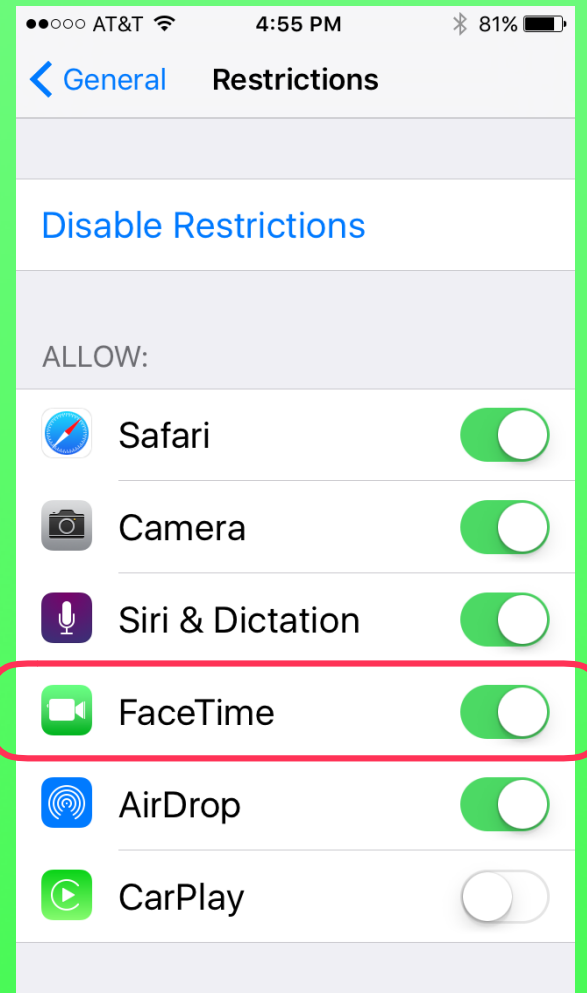 AT&T 4:55 PM 81%
General Restrictions
Disable Restrictions
ALLOW:
Safari
Camera
Siri & Dictation
FaceTime
AirDrop
CarPlay